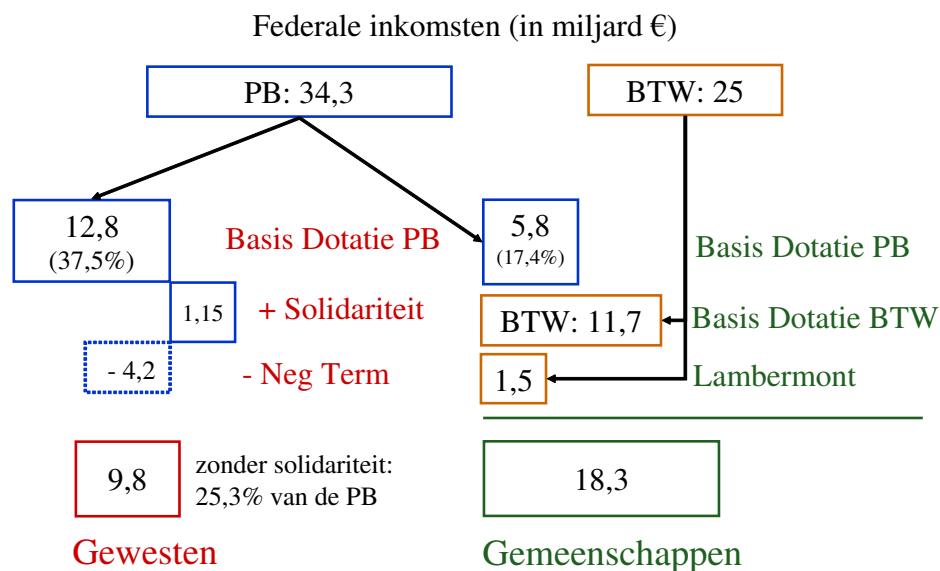 Federale inkomsten (in miljard €)
PB: 34,3
BTW: 25
12,8
(37,5%)
Basis Dotatie PB
5,8
(17,4%)
Basis Dotatie PB
1,15
+ Solidariteit
BTW: 11,7
Basis Dotatie BTW
- 4,2
- Neg Term
1,5
Lambermont
9,8
zonder solidariteit:
25,3% van de PB
18,3
Gewesten
Gemeenschappen